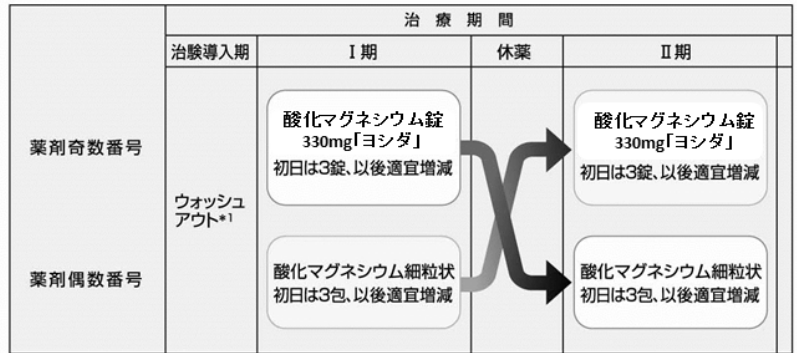 治療期間
治験導入期 Ⅰ期 休薬 Ⅱ期
薬剤奇数番号
ウォッシュ
アウト*1
酸化マグネシウム錠
330mg「ヨシダ」
初日は3錠、以後適宜増減
酸化マグネシウム錠
330mg「ヨシダ」
初日は3錠、以後適宜増減
薬剤偶数番号
酸化マグネシウム細粒状
初日は3包、以後適宜増減
酸化マグネシウム細粒状
初日は3包、以後適宜増減